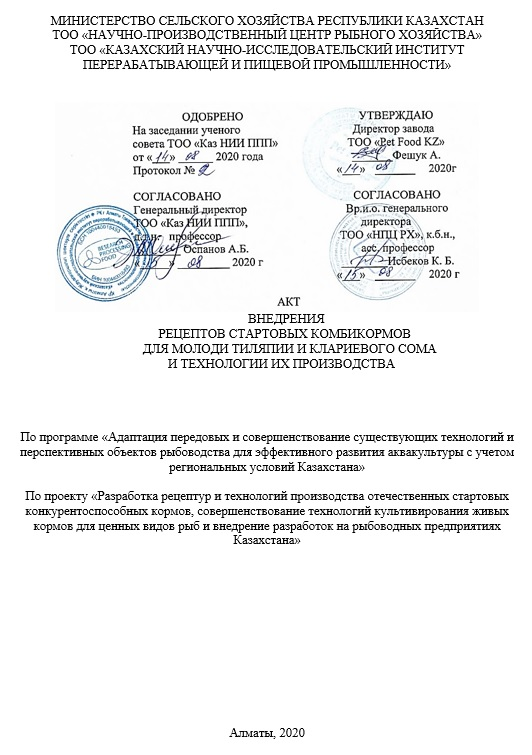 МИНИСТЕРСТВО СЕЛЬСКОГО ХОЗЯЙСТВА РЕСПУБЛИКИ КАЗАХСТАН
ТОО «НАУЧНО-ПРОИЗВОДСТВЕННЫЙ ЦЕНТР РЫБНОГО ХОЗЯЙСТВА»
ТОО «КАЗАХСКИЙ НАУЧНО-ИССЛЕДОВАТЕЛЬСКИЙ ИНСТИТУТ
ПЕРЕРАБАТЫВАЮЩЕЙ И ПИЩЕВОЙ ПРОМЫШЛЕННОСТИ»
ОДОБРЕНО
На заседании ученого
совета ТОО «Каз НИИ ППП»
от «14» 08 2020 года
Протокол №
УТВЕРЖДАЮ
Директор завода
ТОО «Pet Food KZ»
Фещук А.
«14» 08 2020г
СОГЛАСОВАНО
Генеральный директор
ТОО «Каз НИИ ППП»,
профессор
Оспанов А.Б.
«15» 08 2020 г
СОГЛАСОВАНО
Вр.и.о. генерального
директора
ТОО «НПЦ РХ», к.б.н.,
асс. профессор
Исбеков К. Б.
«15» 08 2020 г
АКТ
ВНЕДРЕНИЯ
РЕЦЕПТОВ СТАРТОВЫХ КОМБИКОРМОВ
ДЛЯ МОЛОДИ ТИЛЯПИИ И КЛАРИЕВОГО СОМА
И ТЕХНОЛОГИИ ИХ ПРОИЗВОДСТВА
По программе «Адаптация передовых и совершенствование существующих технологий и
перспективных объектов рыбоводства для эффективного развития аквакультуры с учетом
региональных условий Казахстана»
По проекту «Разработка рецептур и технологий производства отечественных стартовых
конкурентоспособных кормов, совершенствование технологий культивирования живых
кормов для ценных видов рыб и внедрение разработок на рыбоводных предприятиях
Казахстана»
Алматы, 2020